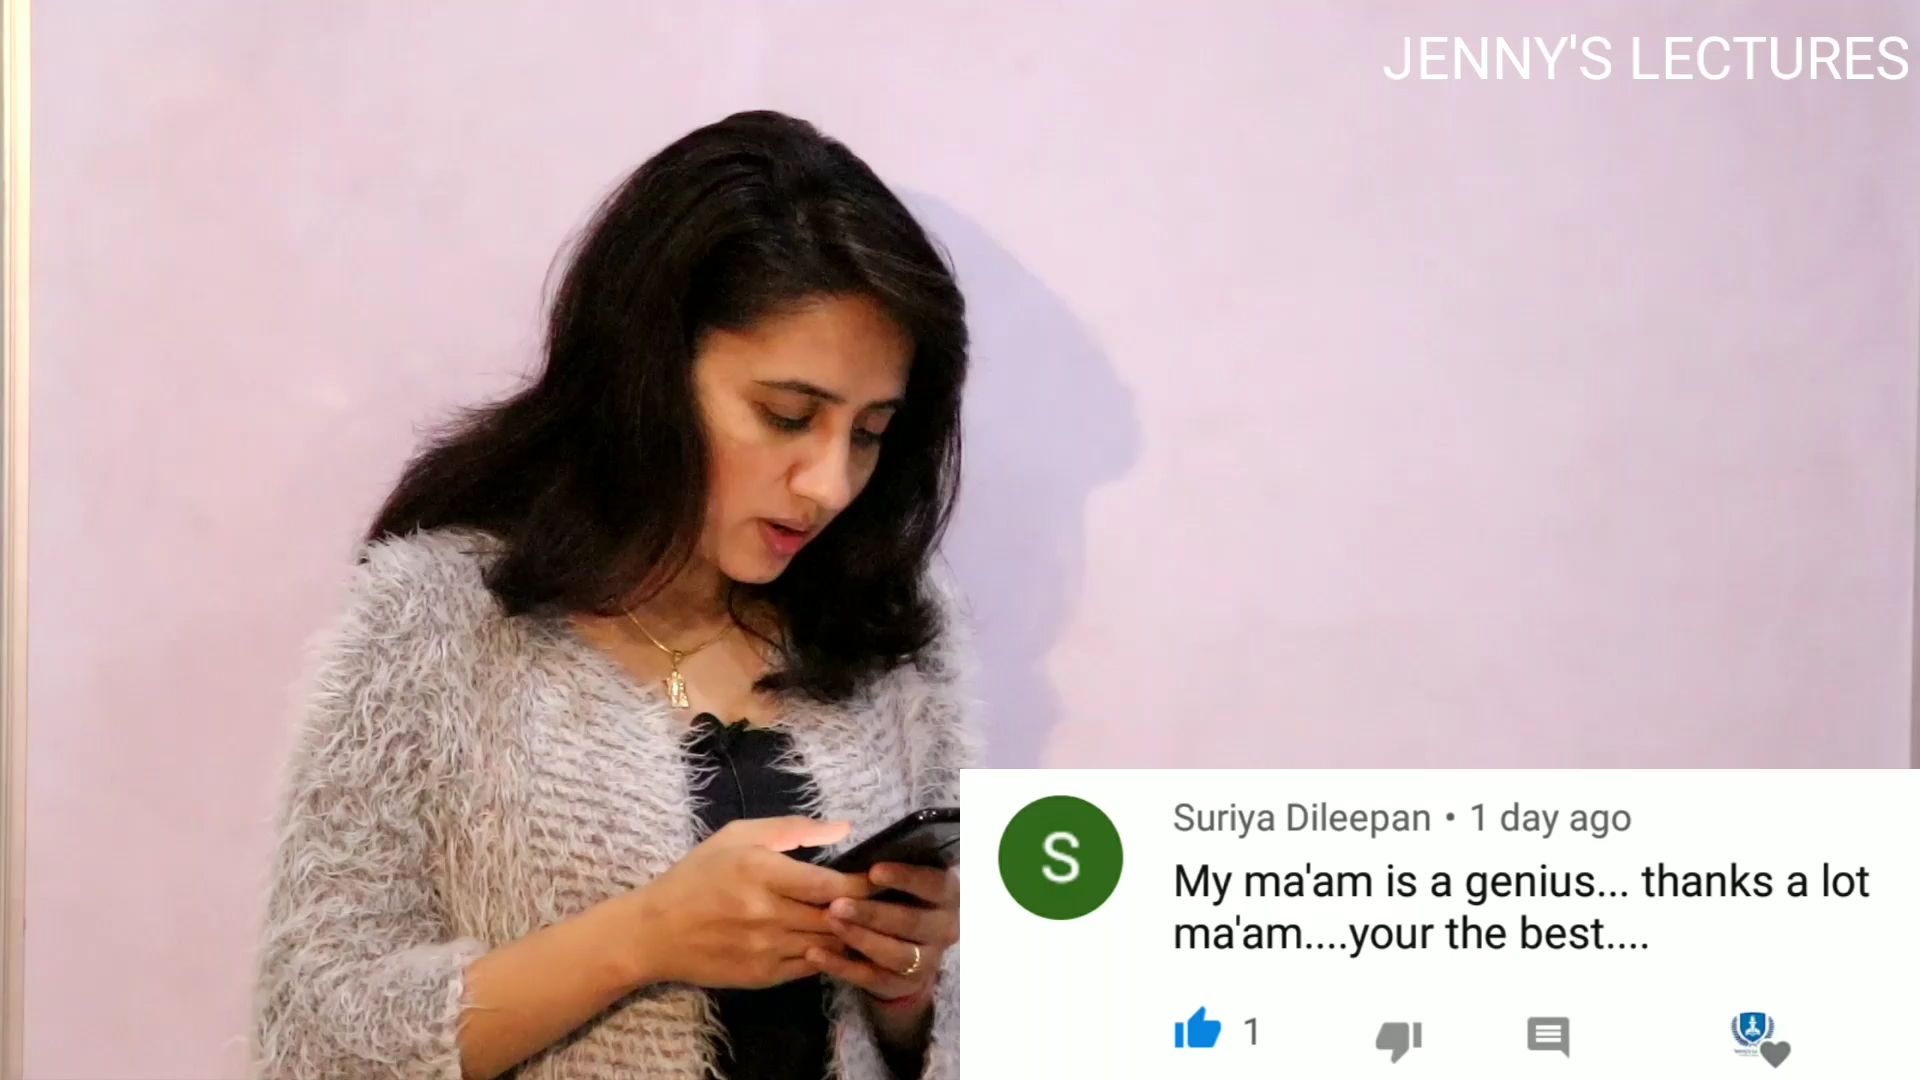 JENNY'S LECTURES
S
Suriya Dileepan • 1 day ago
My ma'am is a genius... thanks a lot
ma'am....your the best....
1